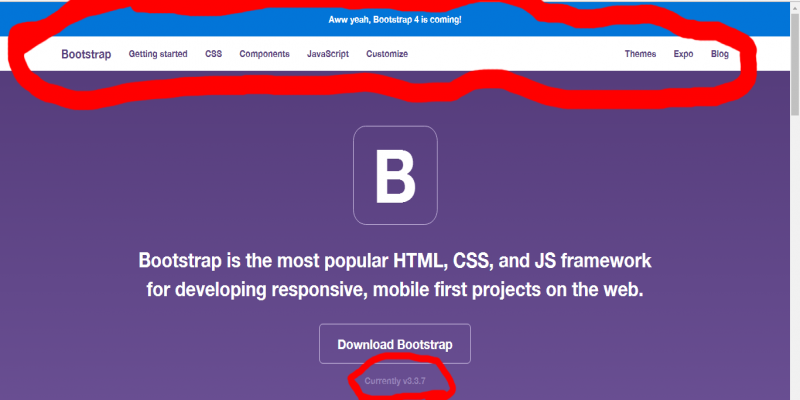 Aww yeah, Bootstrap 4 is coming!
Bootstrap Getting started CSS Components JavaScript Customize Themes Expo Blog
B
Bootstrap is the most popular HTML, CSS, and JS framework
for developing responsive, mobile first projects on the web.
Download Bootstrap
Currently v3.3.7